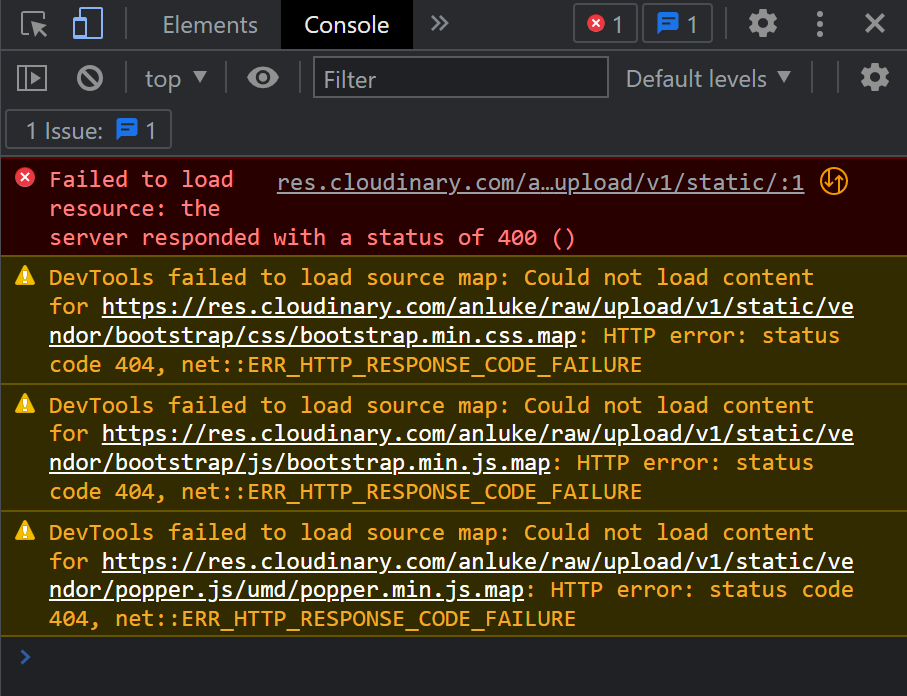 Elements Console 1 1
top Filter Default levels
1 Issue: 1
Failed to load res.cloudinary.com/a…upload/v1/static/:1
resource: the
server responded with a status of 400 ()
DevTools failed to load source map: Could not load content
for https://res.cloudinary.com/anluke/raw/upload/v1/static/ve
ndor/bootstrap/css/bootstrap.min.css.map: HTTP error: status
code 404, net::ERR_HTTP_RESPONSE_CODE_FAILURE
DevTools failed to load source map: Could not load content
for https://res.cloudinary.com/anluke/raw/upload/v1/static/ve
ndor/bootstrap/js/bootstrap.min.js.map: HTTP error: status
code 404, net::ERR_HTTP_RESPONSE_CODE_FAILURE
DevTools failed to load source map: Could not load content
for https://res.cloudinary.com/anluke/raw/upload/v1/static/ve
ndor/popper.js/umd/popper.min.js.map: HTTP error: status code
404, net::ERR_HTTP_RESPONSE_CODE_FAILURE